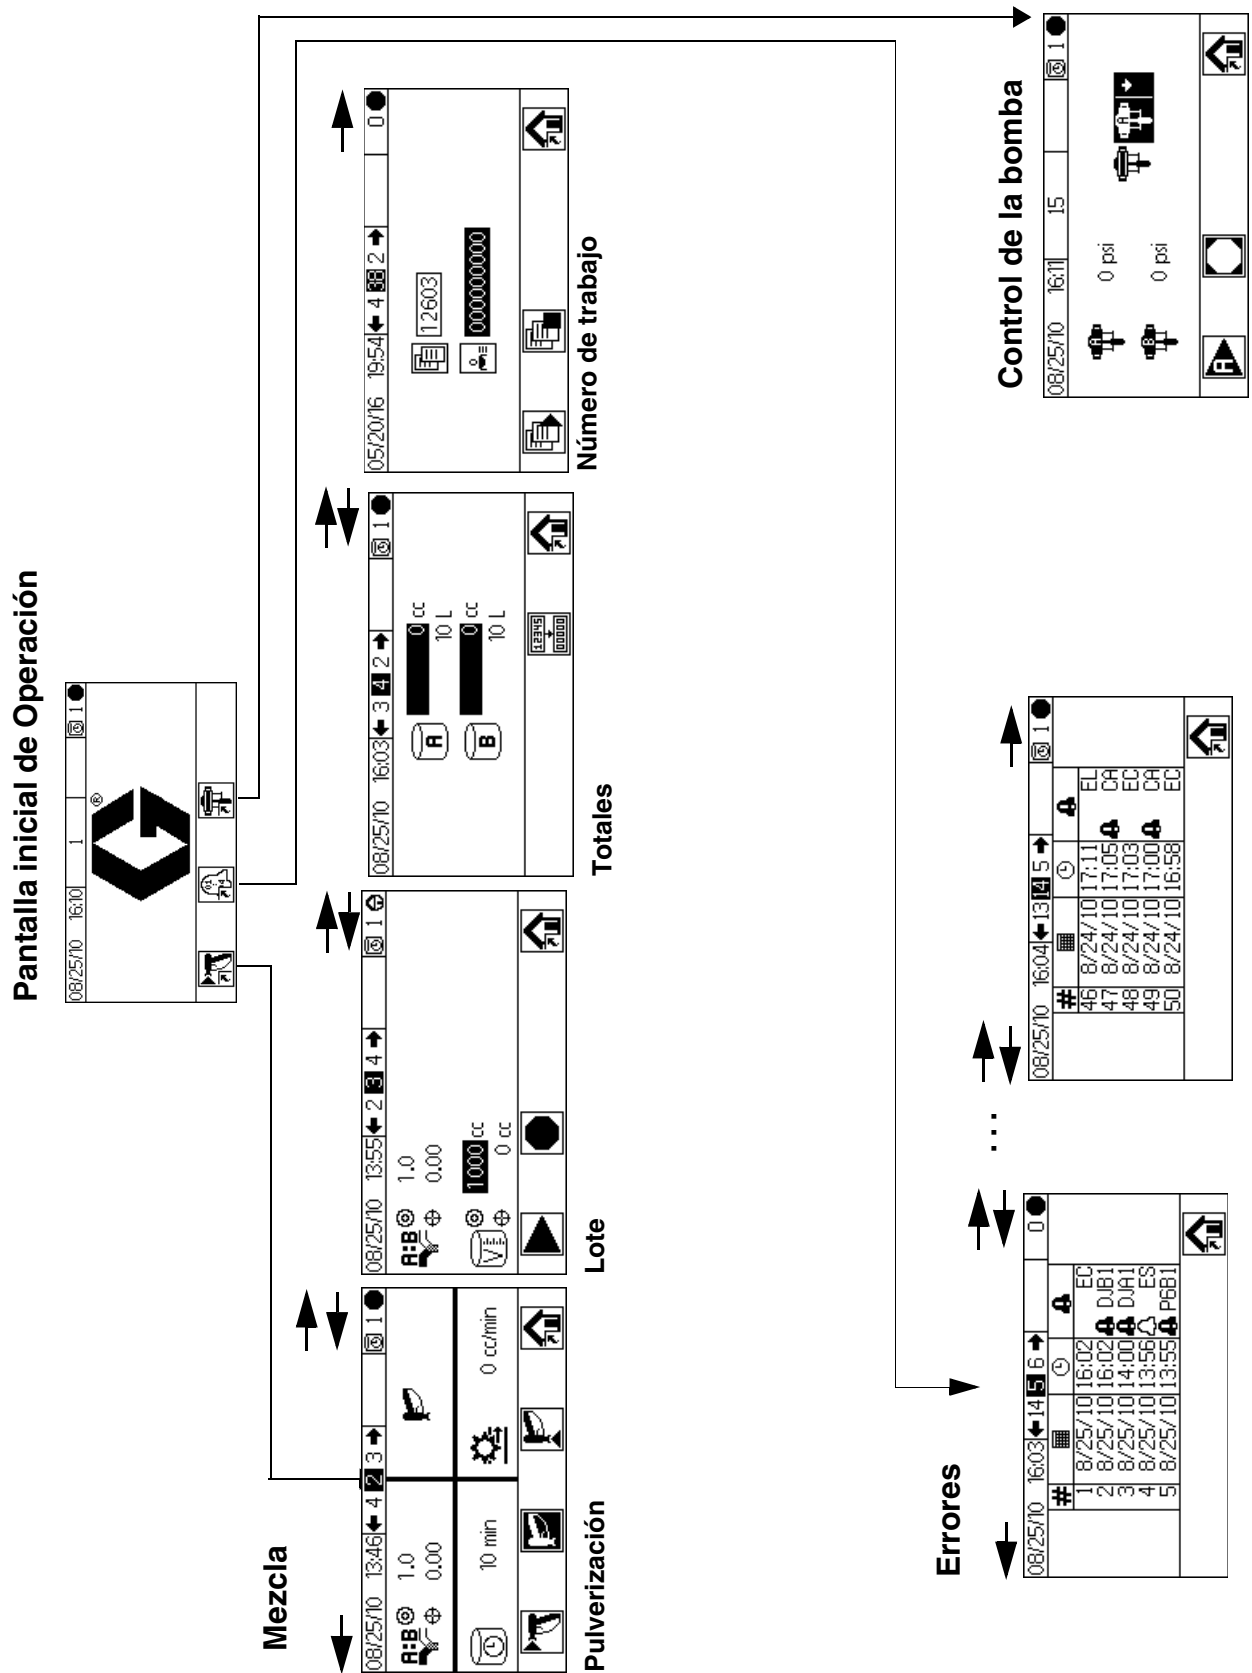 Pantalla inicial de Operación
08/25/10 16:10 1 1
®
Mezcla
08/25/10 13:46 4 2 3 1
A:B 1.0
0.00
10 min
0 cc/min
Pulverización
08/25/10 13:55 2 3 4 1
A:B 1.0
0.00
1000 cc
0 cc
Lote
08/25/10 16:03 3 4 2 1
A 0 cc
10 L
B 0 cc
10 L
12345
00000
Totales
05/20/16 19:54 4 38 2 0
12603
000000000
Número de trabajo
Errores
08/25/10 16:03 14 5 6 0
#
1 8/25/10 16:02 EC
2 8/25/10 16:02 DJB1
3 8/25/10 14:00 DJA1
4 8/25/10 13:56 ES
5 8/25/10 13:55 P6B1
...
08/25/10 16:04 13 14 5 1
#
46 8/24/10 17:11 EL
47 8/24/10 17:05 CA
48 8/24/10 17:03 EC
49 8/24/10 17:00 CA
50 8/24/10 16:58 EC
Control de la bomba
08/25/10 16:11 15 1
A 0 psi
B 0 psi
A
A